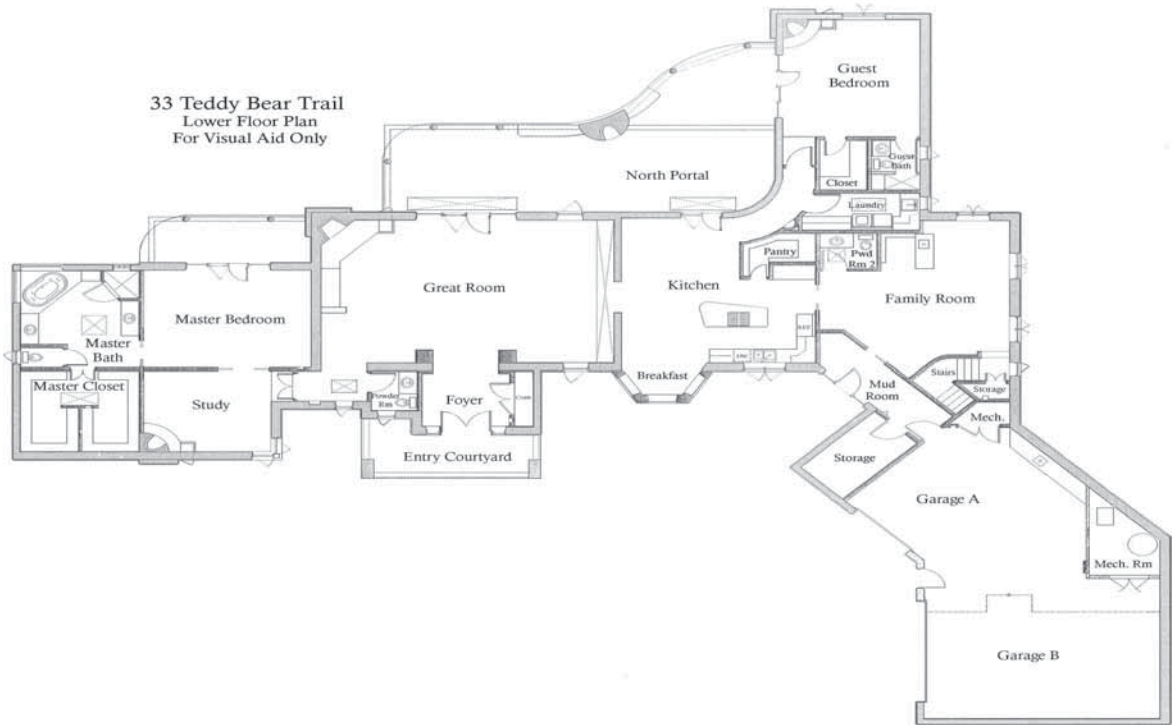 33 Teddy Bear Trail
Lower Floor Plan
For Visual Aid Only
Guest
Bedroom
North Portal
Closet
Guest
Bath
Laundry
Pantry
Pwd
Rm 2
Great Room
Kitchen
Family Room
Master Bedroom
Master
Bath
Master Closet
Study
Powder
Rm
Foyer
Breakfast
Entry Courtyard
Mud
Room
Stairs
Storage
Mech.
Storage
Garage A
Mech. Rm
Garage B